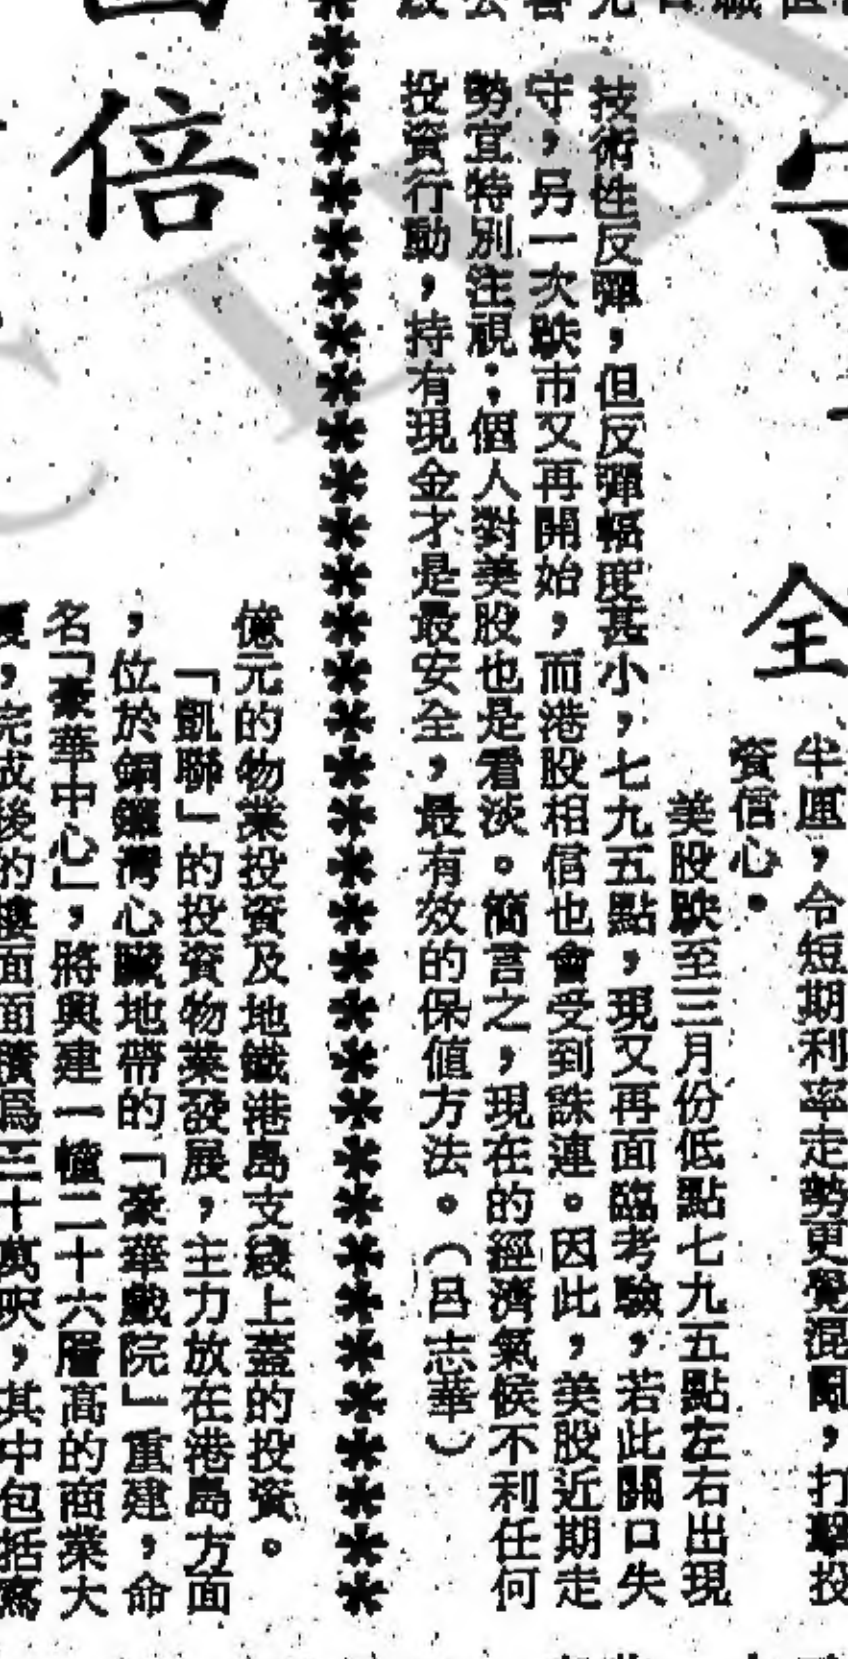 守
全
半厘，令短期利率走勢更覺混亂，打擊投
資信心。
美股跌至三月份低點七九五點左右出現
技術性反彈，但反彈幅度甚小，七九五點，現又再面臨考驗，若此關口失
守，另一次跌市又再開始，而港股相信也會受到誅連。因此，美股近期走
勢宜特別注視；個人對美股也是看淡。簡言之，現在的經濟氣候不利任何
投資行動，持有現金才是最安全，最有效的保值方法。（呂志華）
倍
億元的物業投資及地鐵港島支綫上蓋的投資。
「凱聯」的投資物業發展，主力放在港島方面
，位於銅鑼灣心臟地帶的「豪華戲院」重建，命
名「豪華中心」，將興建一幢二十六層高的商業大
廈，完成後的樓面面積爲三十萬呎，其中包括寫